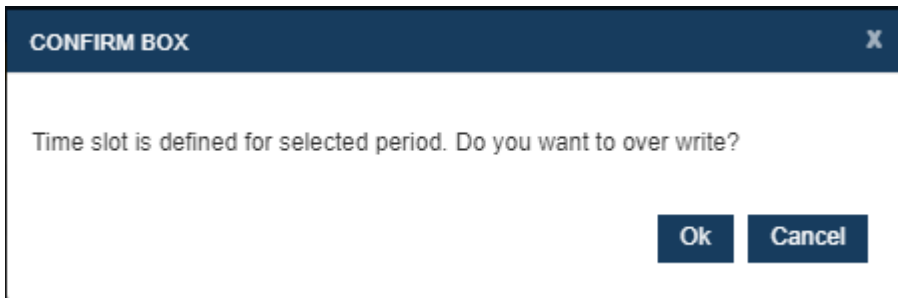 CONFIRM BOX X
Time slot is defined for selected period. Do you want to over write?
Ok Cancel